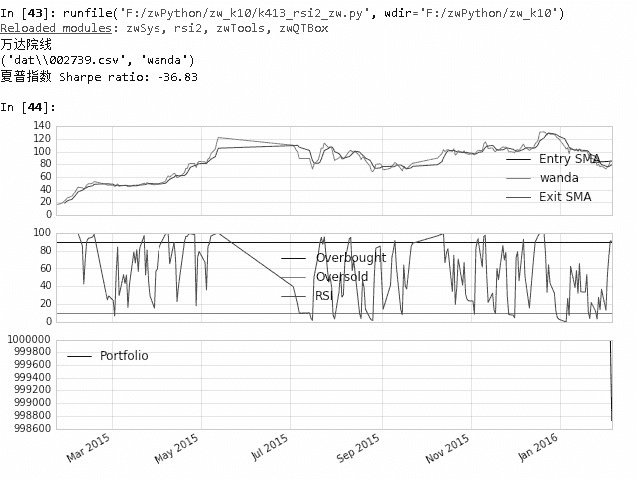 In [43]: runfile('F:/zwPython/zw_k10/k413_rsi2_zw.py', wdir='F:/zwPython/zw_k10')
Reloaded modules: zwSys, rsi2, zwTools, zwQTBox
万达院线
('dat\\002739.csv', 'wanda')
夏普指数 Sharpe ratio: -36.83
In [44]:
140
120
100
80
60
40
20
0
Entry SMA
wanda
Exit SMA
100
80
60
40
20
0
Overbought
Oversold
RSI
1000000
999800
999600
999400
999200
999000
998800
998600
Portfolio
Mar 2015
May 2015
Jul 2015
Sep 2015
Nov 2015
Jan 2016